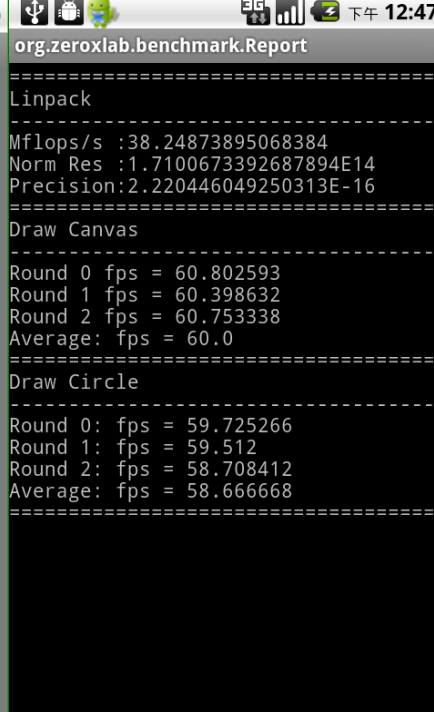 3G 下午 12:47
org.zeroxlab.benchmark.Report
====================================
Linpack
------------------------------------
Mflops/s :38.24873895068384
Norm Res :1.7100673392687894E14
Precision:2.220446049250313E-16
====================================
Draw Canvas
------------------------------------
Round 0 fps = 60.802593
Round 1 fps = 60.398632
Round 2 fps = 60.753338
Average: fps = 60.0
====================================
Draw Circle
------------------------------------
Round 0: fps = 59.725266
Round 1: fps = 59.512
Round 2: fps = 58.708412
Average: fps = 58.666668
====================================